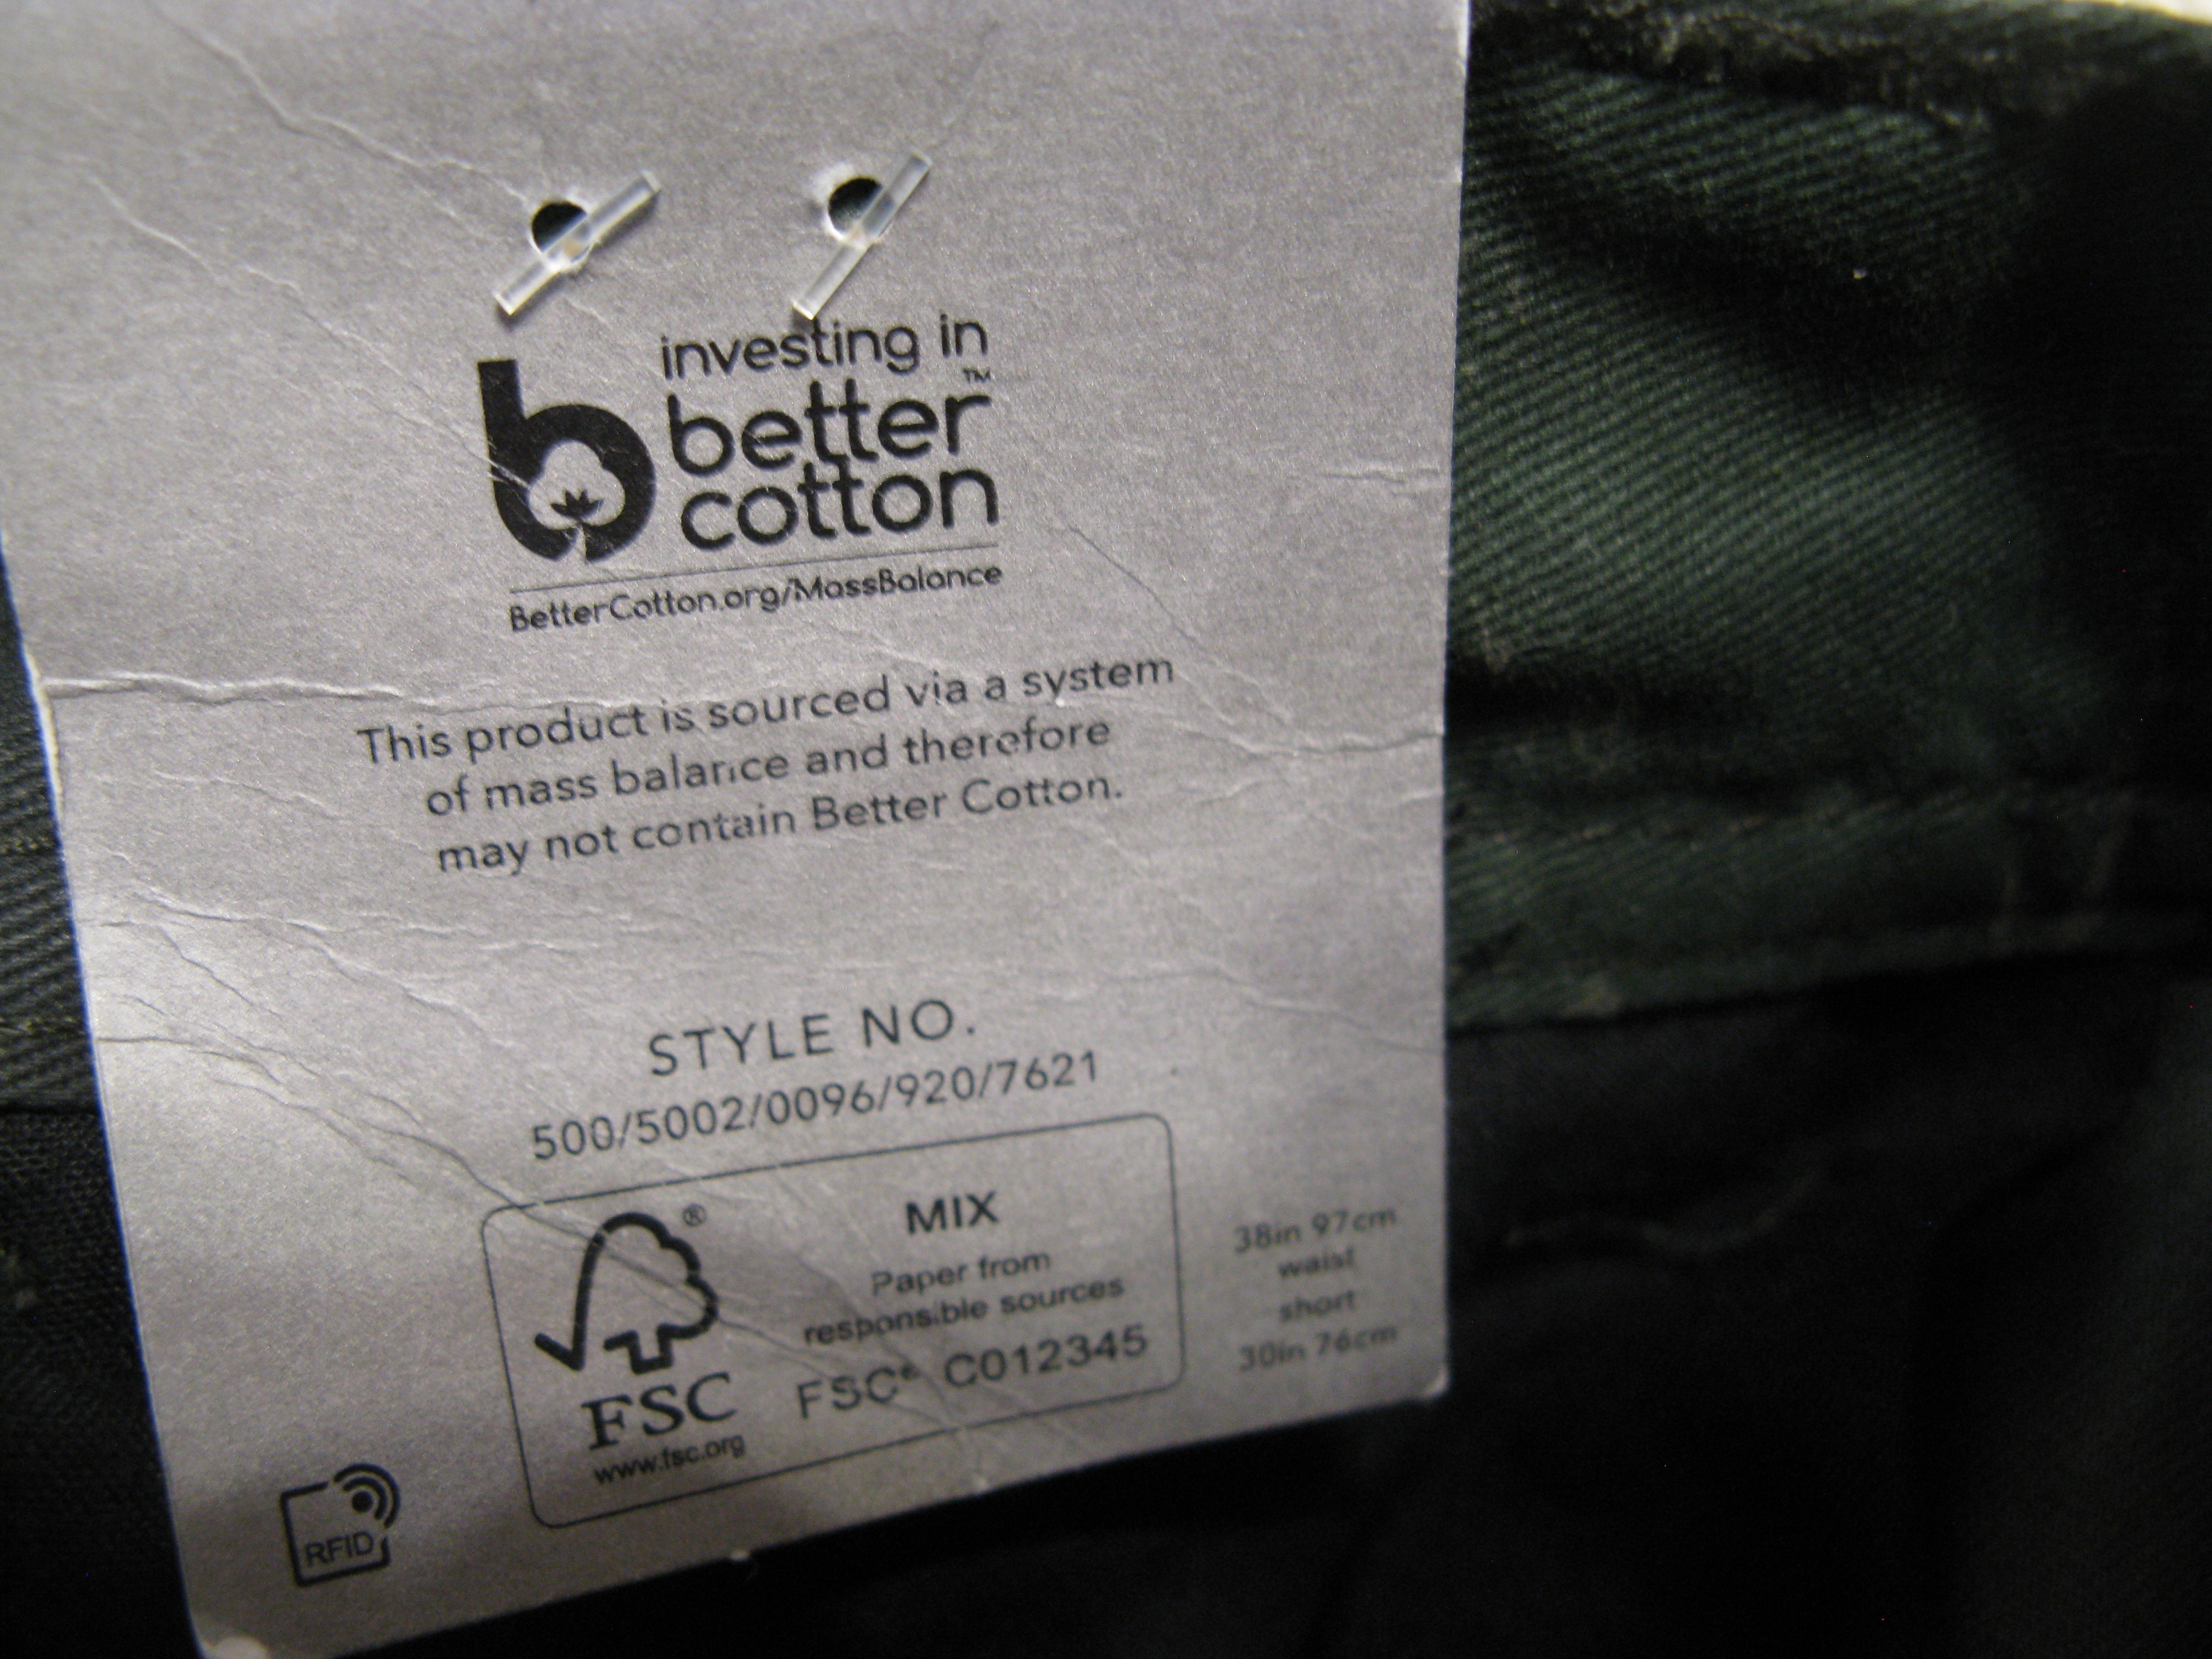 investing in
better™
cotton
BetterCotton.org/MassBalance
This product is sourced via a system
of mass balance and therefore
may not contain Better Cotton.
STYLE NO.
500/5002/0096/920/7621
®
MIX
Paper from
responsible sources
FSC® C012345
FSC
www.fsc.org
38in 97cm
waist
short
30in 76cm
RFID